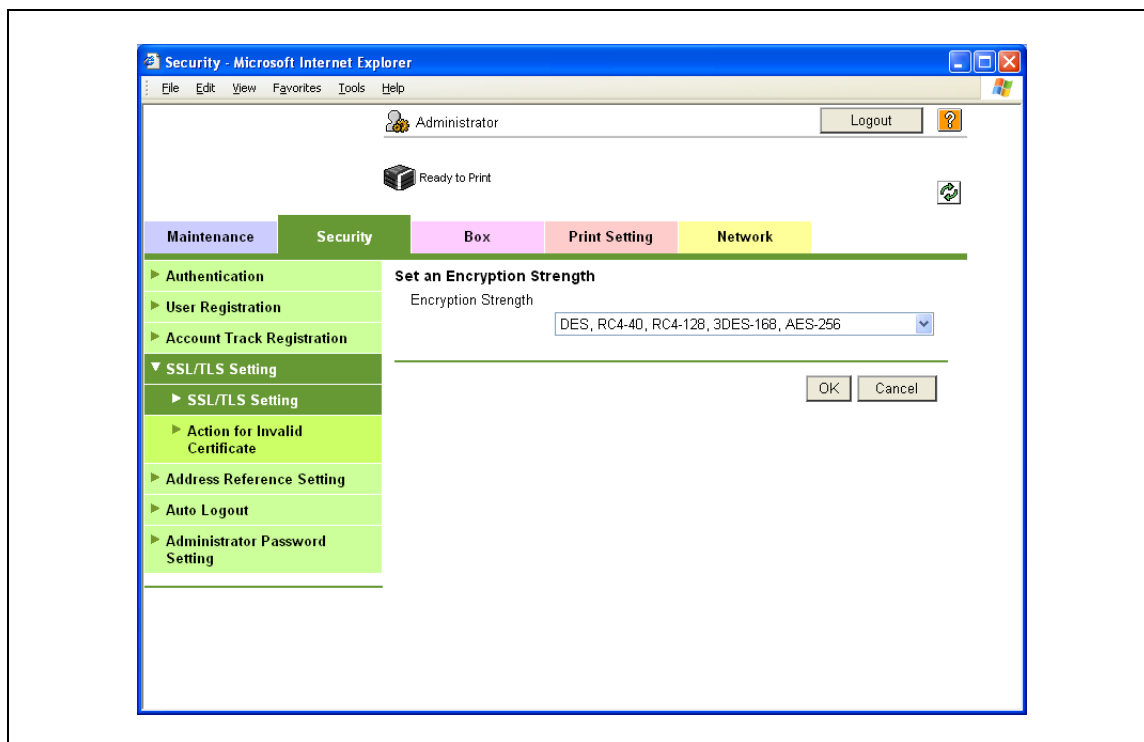 Security - Microsoft Internet Explorer
File Edit View Favorites Tools Help
Administrator
Logout
?
Ready to Print
Maintenance Security Box Print Setting Network
Authentication
User Registration
Account Track Registration
SSL/TLS Setting
SSL/TLS Setting
Action for Invalid
Certificate
Address Reference Setting
Auto Logout
Administrator Password
Setting
Set an Encryption Strength
Encryption Strength
DES, RC4-40, RC4-128, 3DES-168, AES-256
OK Cancel